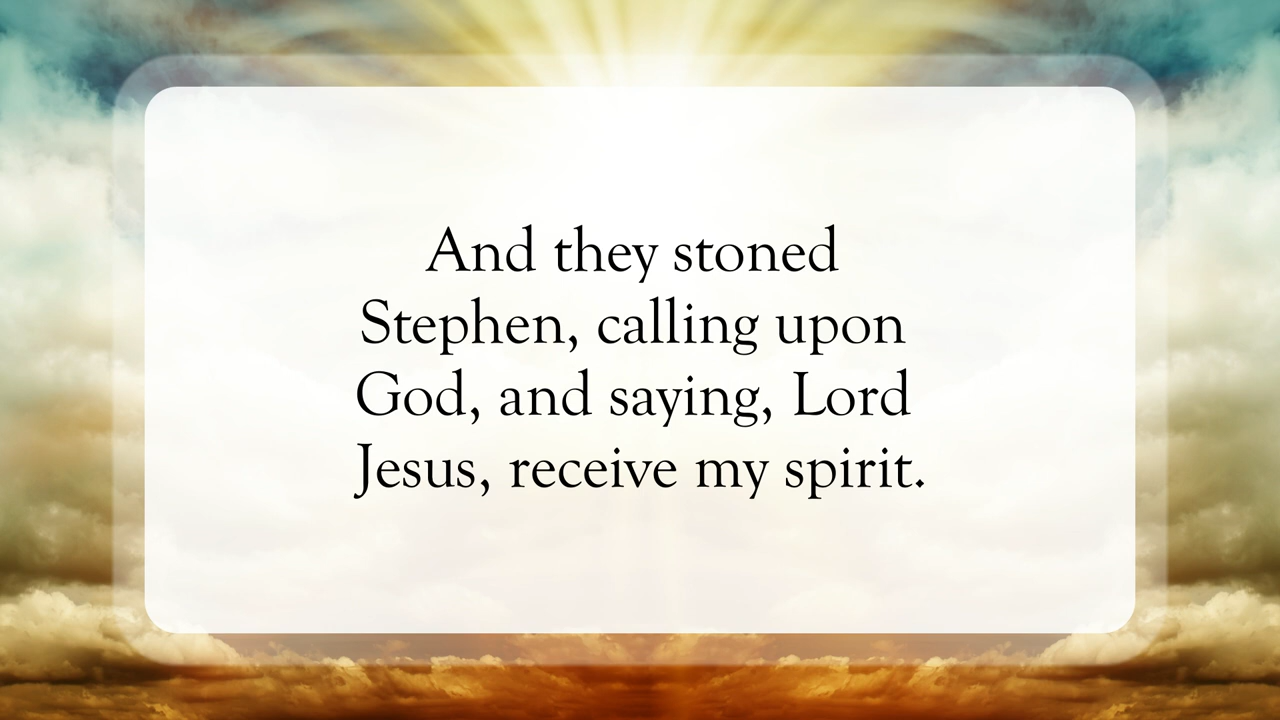 And they stoned
Stephen, calling upon
God, and saying, Lord
Jesus, receive my spirit.